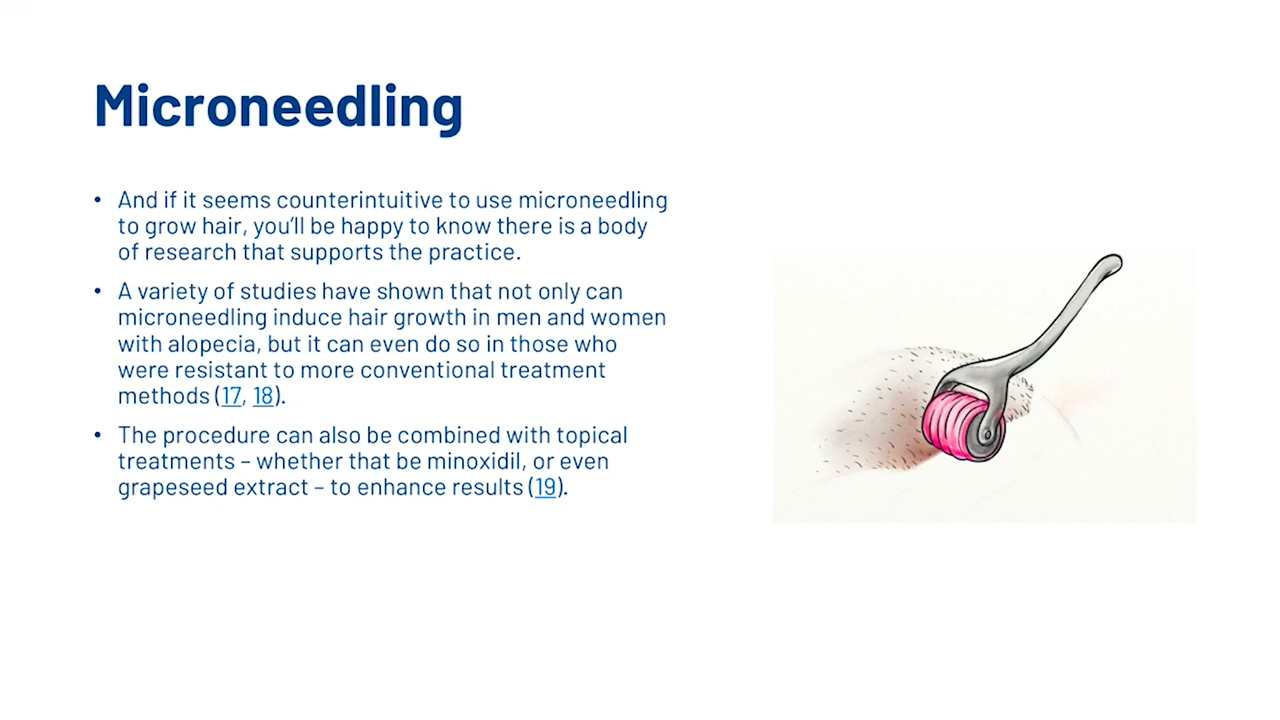 Microneedling
• And if it seems counterintuitive to use microneedling
to grow hair, you'll be happy to know there is a body
of research that supports the practice.
• A variety of studies have shown that not only can
microneedling induce hair growth in men and women
with alopecia, but it can even do so in those who
were resistant to more conventional treatment
methods (17, 18).
• The procedure can also be combined with topical
treatments – whether that be minoxidil, or even
grapeseed extract – to enhance results (19).